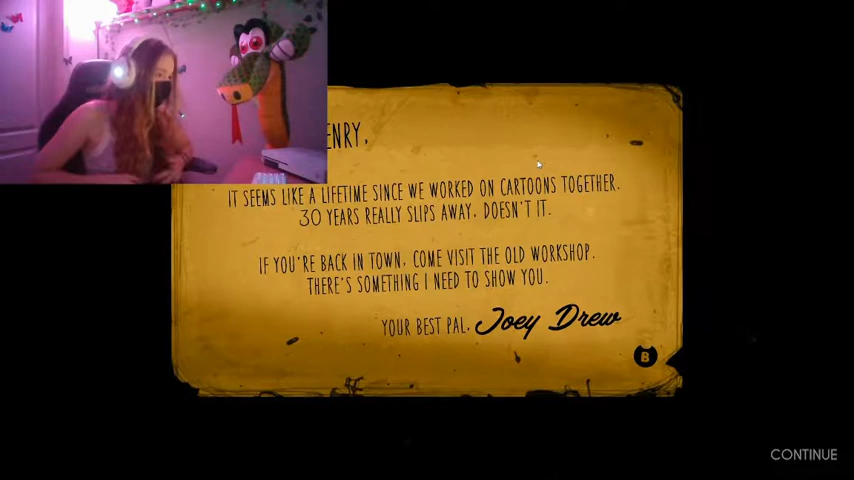 ENRY,
IT SEEMS LIKE A LIFETIME SINCE WE WORKED ON CARTOONS TOGETHER.
30 YEARS REALLY SLIPS AWAY, DOESN'T IT.
IF YOU'RE BACK IN TOWN, COME VISIT THE OLD WORKSHOP.
THERE'S SOMETHING I NEED TO SHOW YOU.
YOUR BEST PAL, Joey Drew
B
CONTINUE